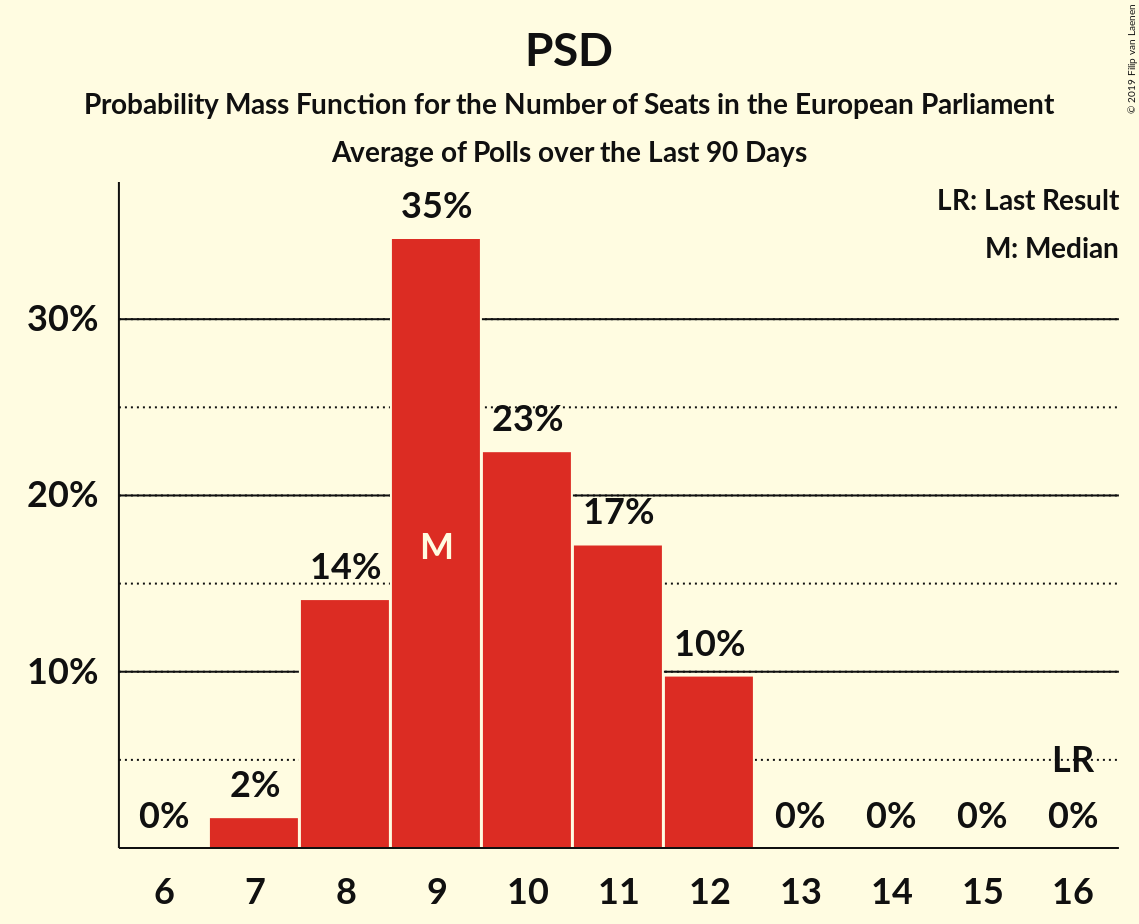 PSD
Probability Mass Function for the Number of Seats in the European Parliament
Average of Polls over the Last 90 Days
© 2019 Filip van Laenen
LR: Last Result
M: Median
35%
30%
23%
20%
17%
M
14%
10%
10%
LR
2%
0%
0%
0%
0%
0%
6 7 8 9 10 11 12 13 14 15 16